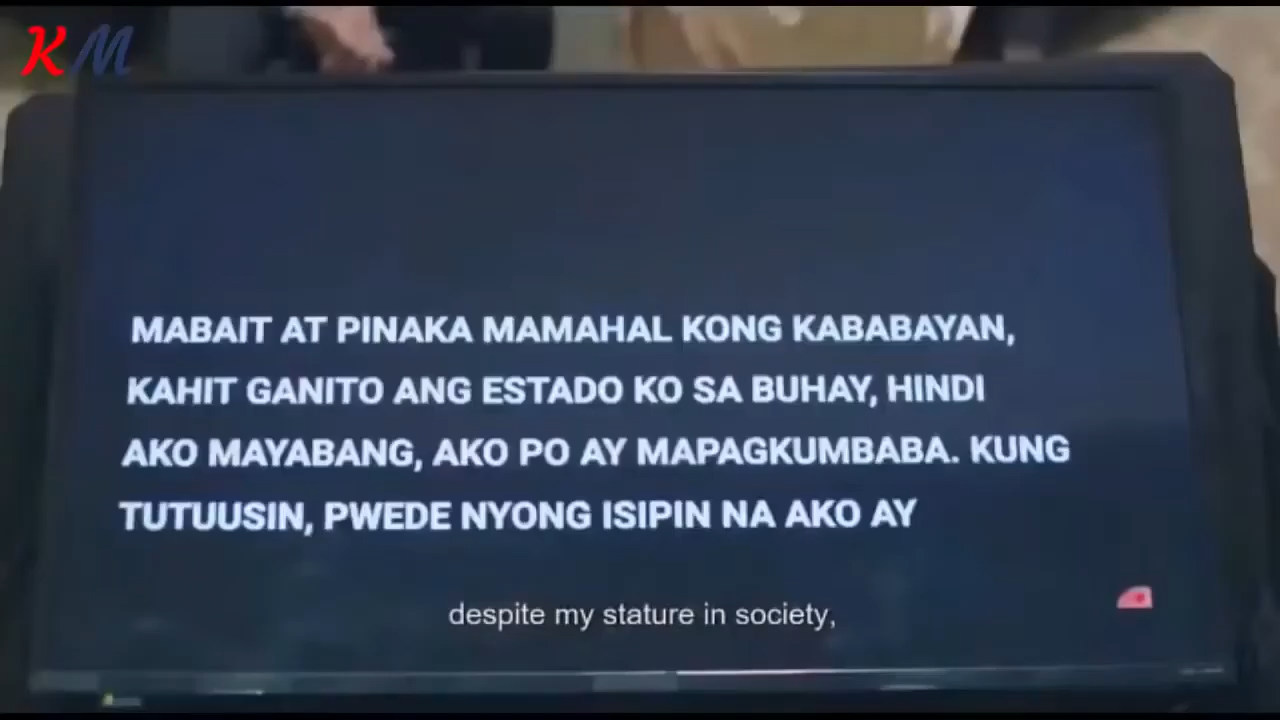 KM
MABAIT AT PINAKA MAMAHAL KONG KABABAYAN,
KAHIT GANITO ANG ESTADO KO SA BUHAY, HINDI
AKO MAYABANG, AKO PO AY MAPAGKUMBABA. KUNG
TUTUUSIN, PWEDE NYONG ISIPIN NA AKO AY
despite my stature in society,